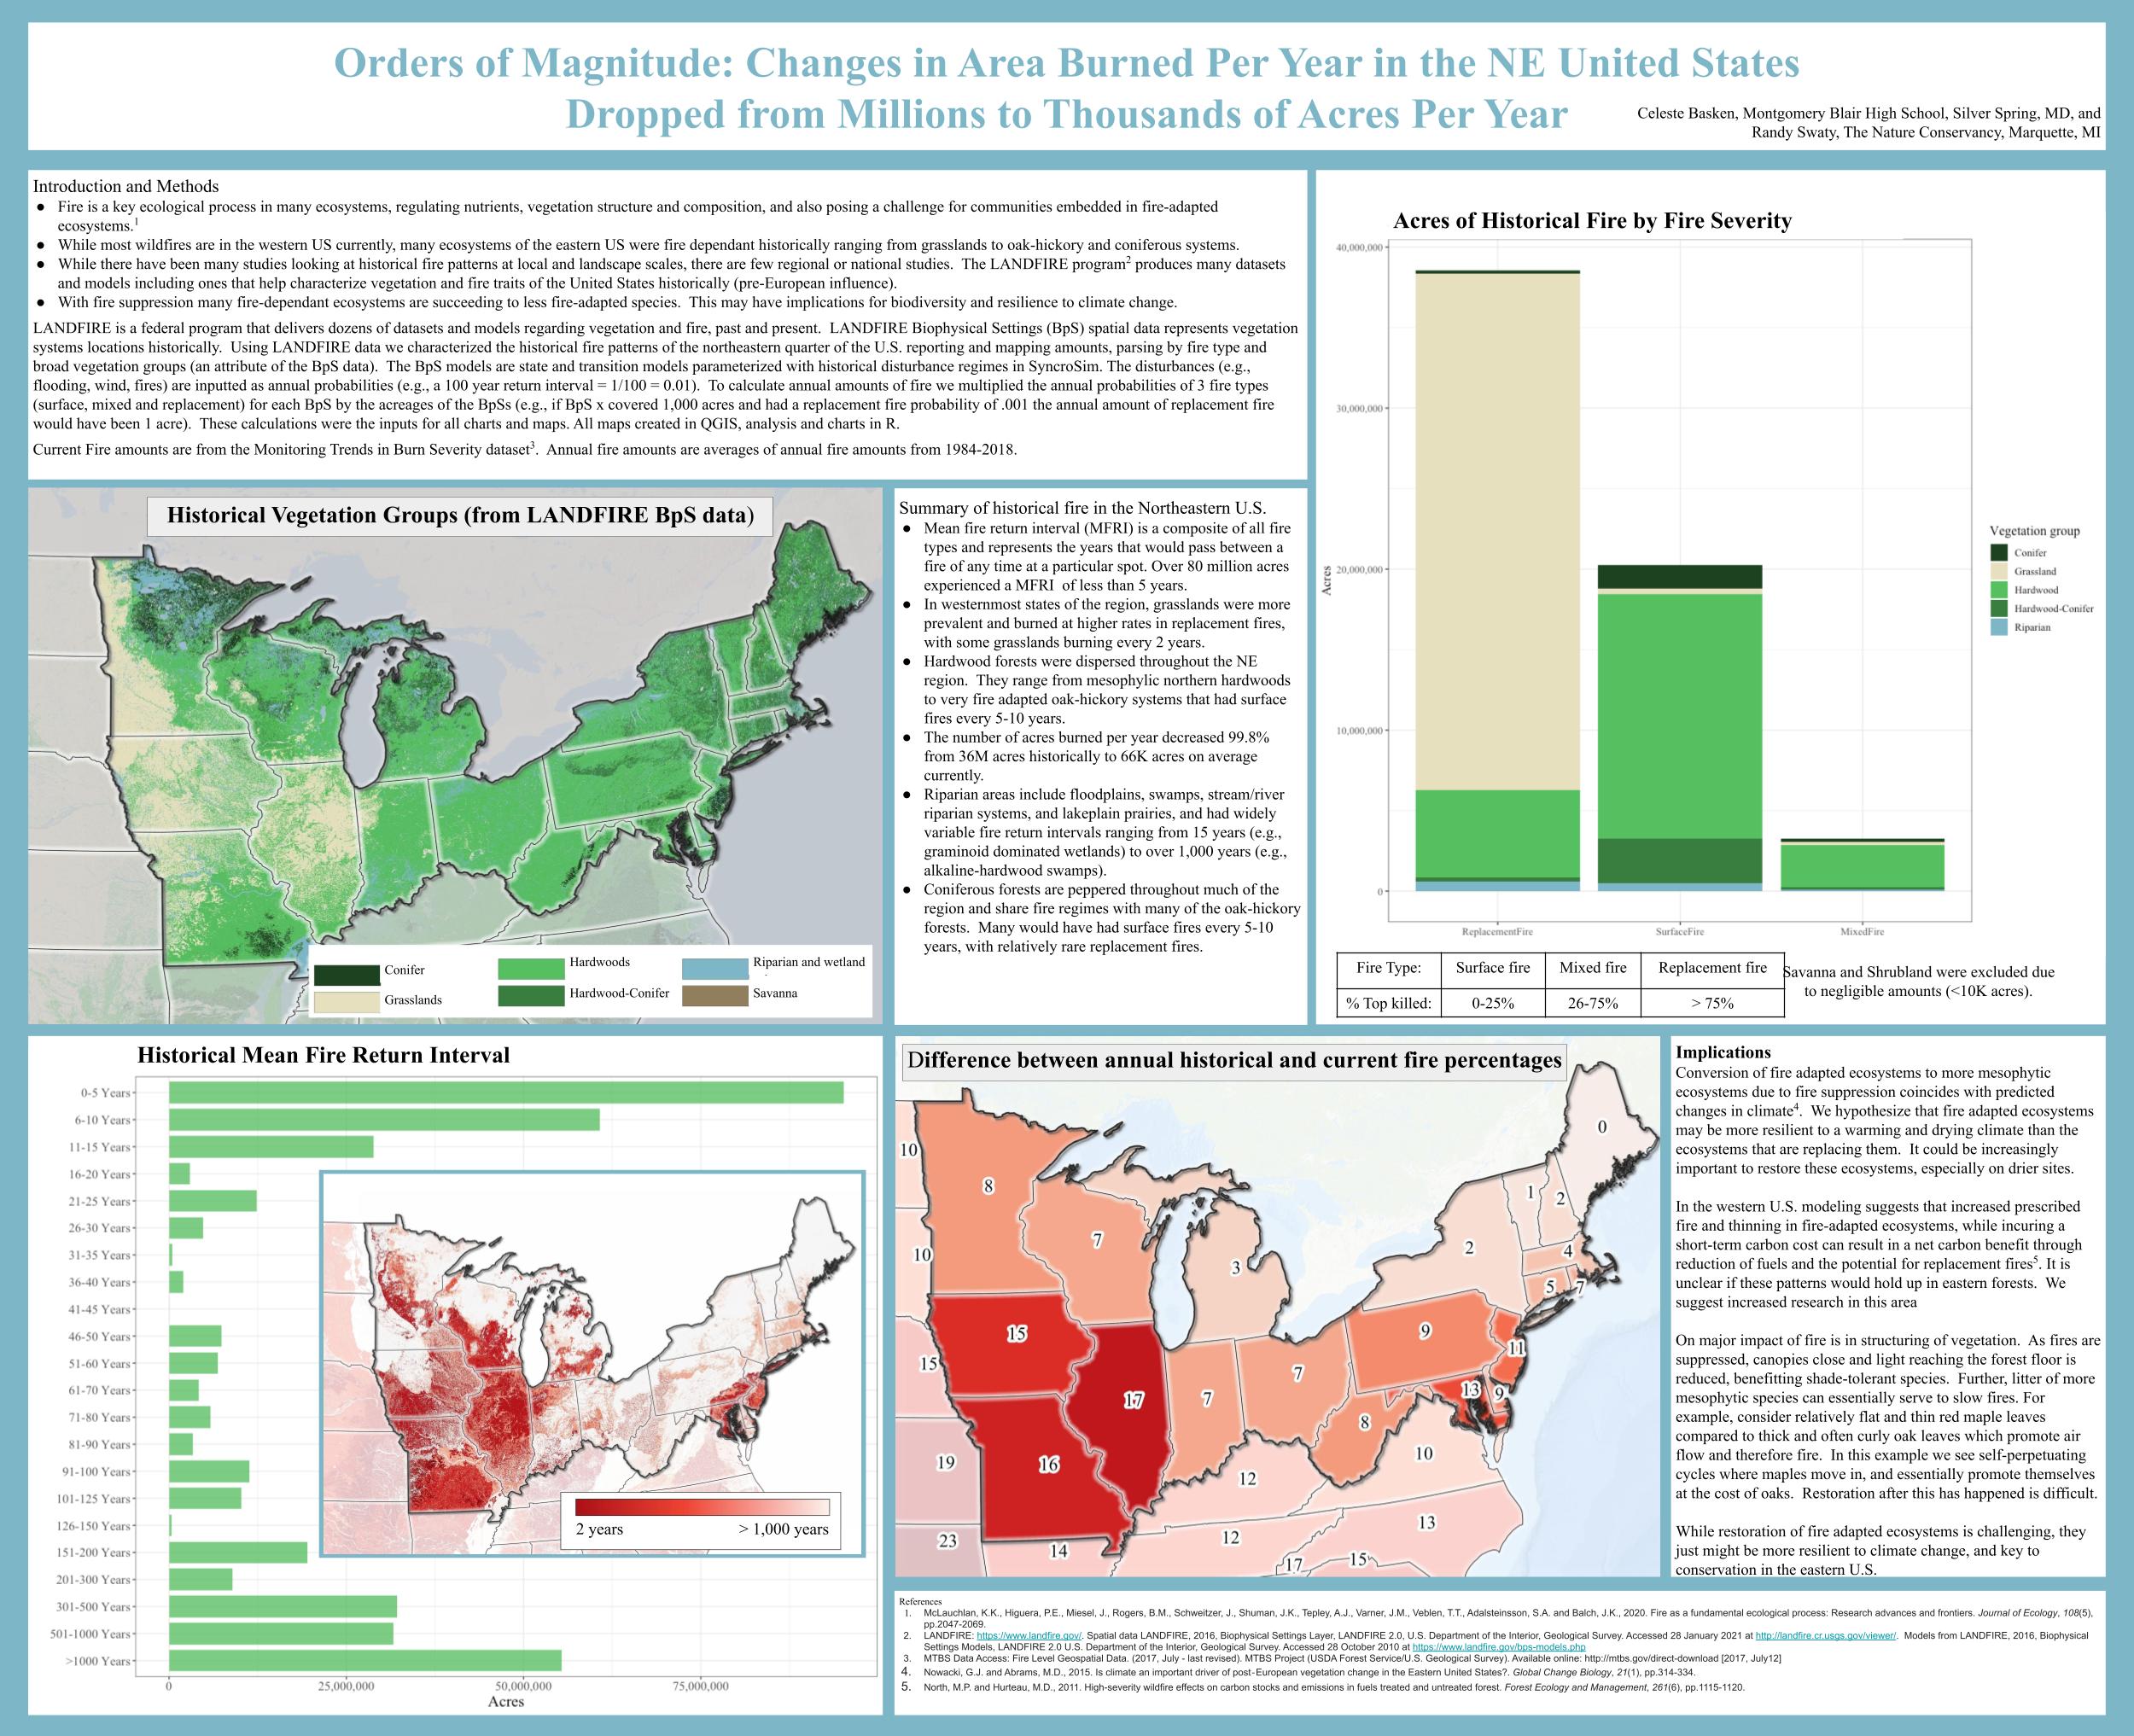 Orders of Magnitude: Changes in Area Burned Per Year in the NE United States
Dropped from Millions to Thousands of Acres Per Year
Celeste Basken, Montgomery Blair High School, Silver Spring, MD, and
Randy Swaty, The Nature Conservancy, Marquette, MI
Introduction and Methods
● Fire is a key ecological process in many ecosystems, regulating nutrients, vegetation structure and composition, and also posing a challenge for communities embedded in fire-adapted
ecosystems.1
● While most wildfires are in the western US currently, many ecosystems of the eastern US were fire dependant historically ranging from grasslands to oak-hickory and coniferous systems.
● While there have been many studies looking at historical fire patterns at local and landscape scales, there are few regional or national studies. The LANDFIRE program2 produces many datasets
and models including ones that help characterize vegetation and fire traits of the United States historically (pre-European influence).
● With fire suppression many fire-dependant ecosystems are succeeding to less fire-adapted species. This may have implications for biodiversity and resilience to climate change.
LANDFIRE is a federal program that delivers dozens of datasets and models regarding vegetation and fire, past and present. LANDFIRE Biophysical Settings (BpS) spatial data represents vegetation
systems locations historically. Using LANDFIRE data we characterized the historical fire patterns of the northeastern quarter of the U.S. reporting and mapping amounts, parsing by fire type and
broad vegetation groups (an attribute of the BpS data). The BpS models are state and transition models parameterized with historical disturbance regimes in SyncroSim. The disturbances (e.g.,
flooding, wind, fires) are inputted as annual probabilities (e.g., a 100 year return interval = 1/100 = 0.01). To calculate annual amounts of fire we multiplied the annual probabilities of 3 fire types
(surface, mixed and replacement) for each BpS by the acreages of the BpSs (e.g., if BpS x covered 1,000 acres and had a replacement fire probability of .001 the annual amount of replacement fire
would have been 1 acre). These calculations were the inputs for all charts and maps. All maps created in QGIS, analysis and charts in R.
Current Fire amounts are from the Monitoring Trends in Burn Severity dataset3. Annual fire amounts are averages of annual fire amounts from 1984-2018.
Acres of Historical Fire by Fire Severity
40,000,000
30,000,000
20,000,000
10,000,000
0
Acres
ReplacementFire
SurfaceFire
MixedFire
Vegetation group
Conifer
Grassland
Hardwood
Hardwood-Conifer
Riparian
Fire Type: Surface fire Mixed fire Replacement fire
% Top killed: 0-25% 26-75% > 75%
Savanna and Shrubland were excluded due
to negligible amounts (<10K acres).
Historical Vegetation Groups (from LANDFIRE BpS data)
Conifer
Grasslands
Hardwoods
Hardwood-Conifer
Riparian and wetland
Savanna
Summary of historical fire in the Northeastern U.S.
● Mean fire return interval (MFRI) is a composite of all fire
types and represents the years that would pass between a
fire of any time at a particular spot. Over 80 million acres
experienced a MFRI of less than 5 years.
● In westernmost states of the region, grasslands were more
prevalent and burned at higher rates in replacement fires,
with some grasslands burning every 2 years.
● Hardwood forests were dispersed throughout the NE
region. They range from mesophylic northern hardwoods
to very fire adapted oak-hickory systems that had surface
fires every 5-10 years.
● The number of acres burned per year decreased 99.8%
from 36M acres historically to 66K acres on average
currently.
● Riparian areas include floodplains, swamps, stream/river
riparian systems, and lakeplain prairies, and had widely
variable fire return intervals ranging from 15 years (e.g.,
graminoid dominated wetlands) to over 1,000 years (e.g.,
alkaline-hardwood swamps).
● Coniferous forests are peppered throughout much of the
region and share fire regimes with many of the oak-hickory
forests. Many would have had surface fires every 5-10
years, with relatively rare replacement fires.
Historical Mean Fire Return Interval
0-5 Years
6-10 Years
11-15 Years
16-20 Years
21-25 Years
26-30 Years
31-35 Years
36-40 Years
41-45 Years
46-50 Years
51-60 Years
61-70 Years
71-80 Years
81-90 Years
91-100 Years
101-125 Years
126-150 Years
151-200 Years
201-300 Years
301-500 Years
501-1000 Years
>1000 Years
0
25,000,000
50,000,000
75,000,000
Acres
2 years
> 1,000 years
Difference between annual historical and current fire percentages
0
10
8
1
2
7
2
10
3
4
5
7
15
9
11
15
7
7
13
9
17
8
10
19
16
12
23
14
12
13
17
15
Implications
Conversion of fire adapted ecosystems to more mesophytic
ecosystems due to fire suppression coincides with predicted
changes in climate4. We hypothesize that fire adapted ecosystems
may be more resilient to a warming and drying climate than the
ecosystems that are replacing them. It could be increasingly
important to restore these ecosystems, especially on drier sites.
In the western U.S. modeling suggests that increased prescribed
fire and thinning in fire-adapted ecosystems, while incuring a
short-term carbon cost can result in a net carbon benefit through
reduction of fuels and the potential for replacement fires5. It is
unclear if these patterns would hold up in eastern forests. We
suggest increased research in this area
On major impact of fire is in structuring of vegetation. As fires are
suppressed, canopies close and light reaching the forest floor is
reduced, benefitting shade-tolerant species. Further, litter of more
mesophytic species can essentially serve to slow fires. For
example, consider relatively flat and thin red maple leaves
compared to thick and often curly oak leaves which promote air
flow and therefore fire. In this example we see self-perpetuating
cycles where maples move in, and essentially promote themselves
at the cost of oaks. Restoration after this has happened is difficult.
While restoration of fire adapted ecosystems is challenging, they
just might be more resilient to climate change, and key to
conservation in the eastern U.S.
References
1. McLauchlan, K.K., Higuera, P.E., Miesel, J., Rogers, B.M., Schweitzer, J., Shuman, J.K., Tepley, A.J., Varner, J.M., Veblen, T.T., Adalsteinsson, S.A. and Balch, J.K., 2020. Fire as a fundamental ecological process: Research advances and frontiers. Journal of Ecology, 108(5),
pp.2047-2069.
2. LANDFIRE: https://www.landfire.gov/. Spatial data LANDFIRE, 2016, Biophysical Settings Layer, LANDFIRE 2.0, U.S. Department of the Interior, Geological Survey. Accessed 28 January 2021 at http://landfire.cr.usgs.gov/viewer/. Models from LANDFIRE, 2016, Biophysical
Settings Models, LANDFIRE 2.0 U.S. Department of the Interior, Geological Survey. Accessed 28 October 2010 at https://www.landfire.gov/bps-models.php
3. MTBS Data Access: Fire Level Geospatial Data. (2017, July - last revised). MTBS Project (USDA Forest Service/U.S. Geological Survey). Available online: http://mtbs.gov/direct-download [2017, July12]
4. Nowacki, G.J. and Abrams, M.D., 2015. Is climate an important driver of post-European vegetation change in the Eastern United States?. Global Change Biology, 21(1), pp.314-334.
5. North, M.P. and Hurteau, M.D., 2011. High-severity wildfire effects on carbon stocks and emissions in fuels treated and untreated forest. Forest Ecology and Management, 261(6), pp.1115-1120.